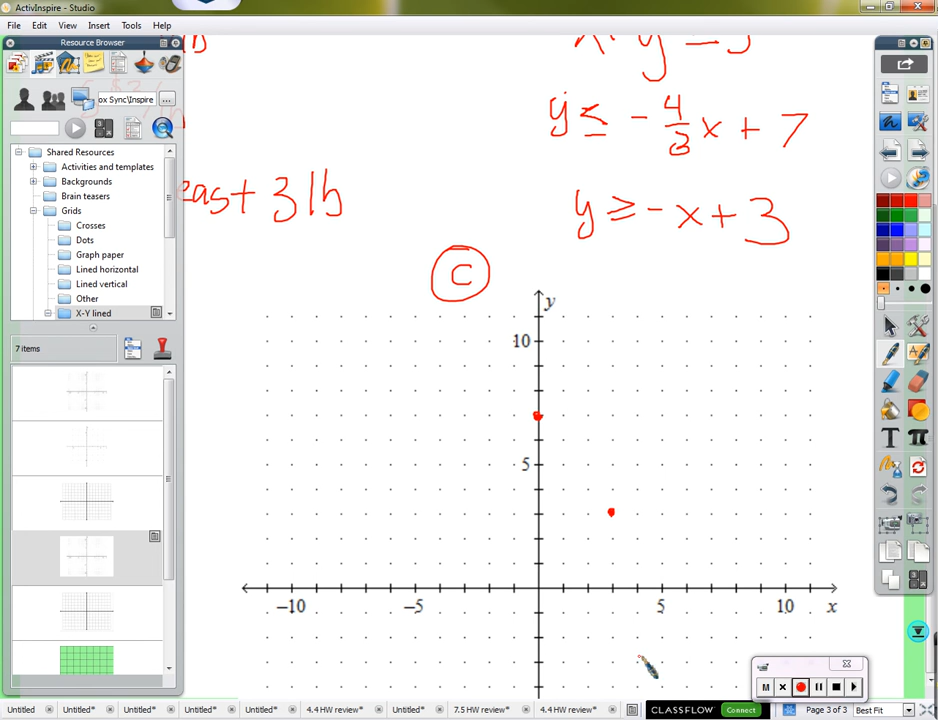 ActivInspire - Studio
File Edit View Insert Tools Help
Resource Browser
ox Sync\Inspire ...
Shared Resources
Activities and templates
Backgrounds
Brain teasers
Grids
Crosses
Dots
Graph paper
Lined horizontal
Lined vertical
Other
X-Y lined
7 items
y ≤ - 4/3 x + 7
east 3 lb
y ≥ -x + 3
C
y
10
5
-10 -5 5 10 x
M
Untitled Untitled* Untitled* Untitled* Untitled* 4.4 HW review* Untitled* 7.5 HW review* 4.4 HW review* CLASSFLOW Connect Page 3 of 3 Best Fit